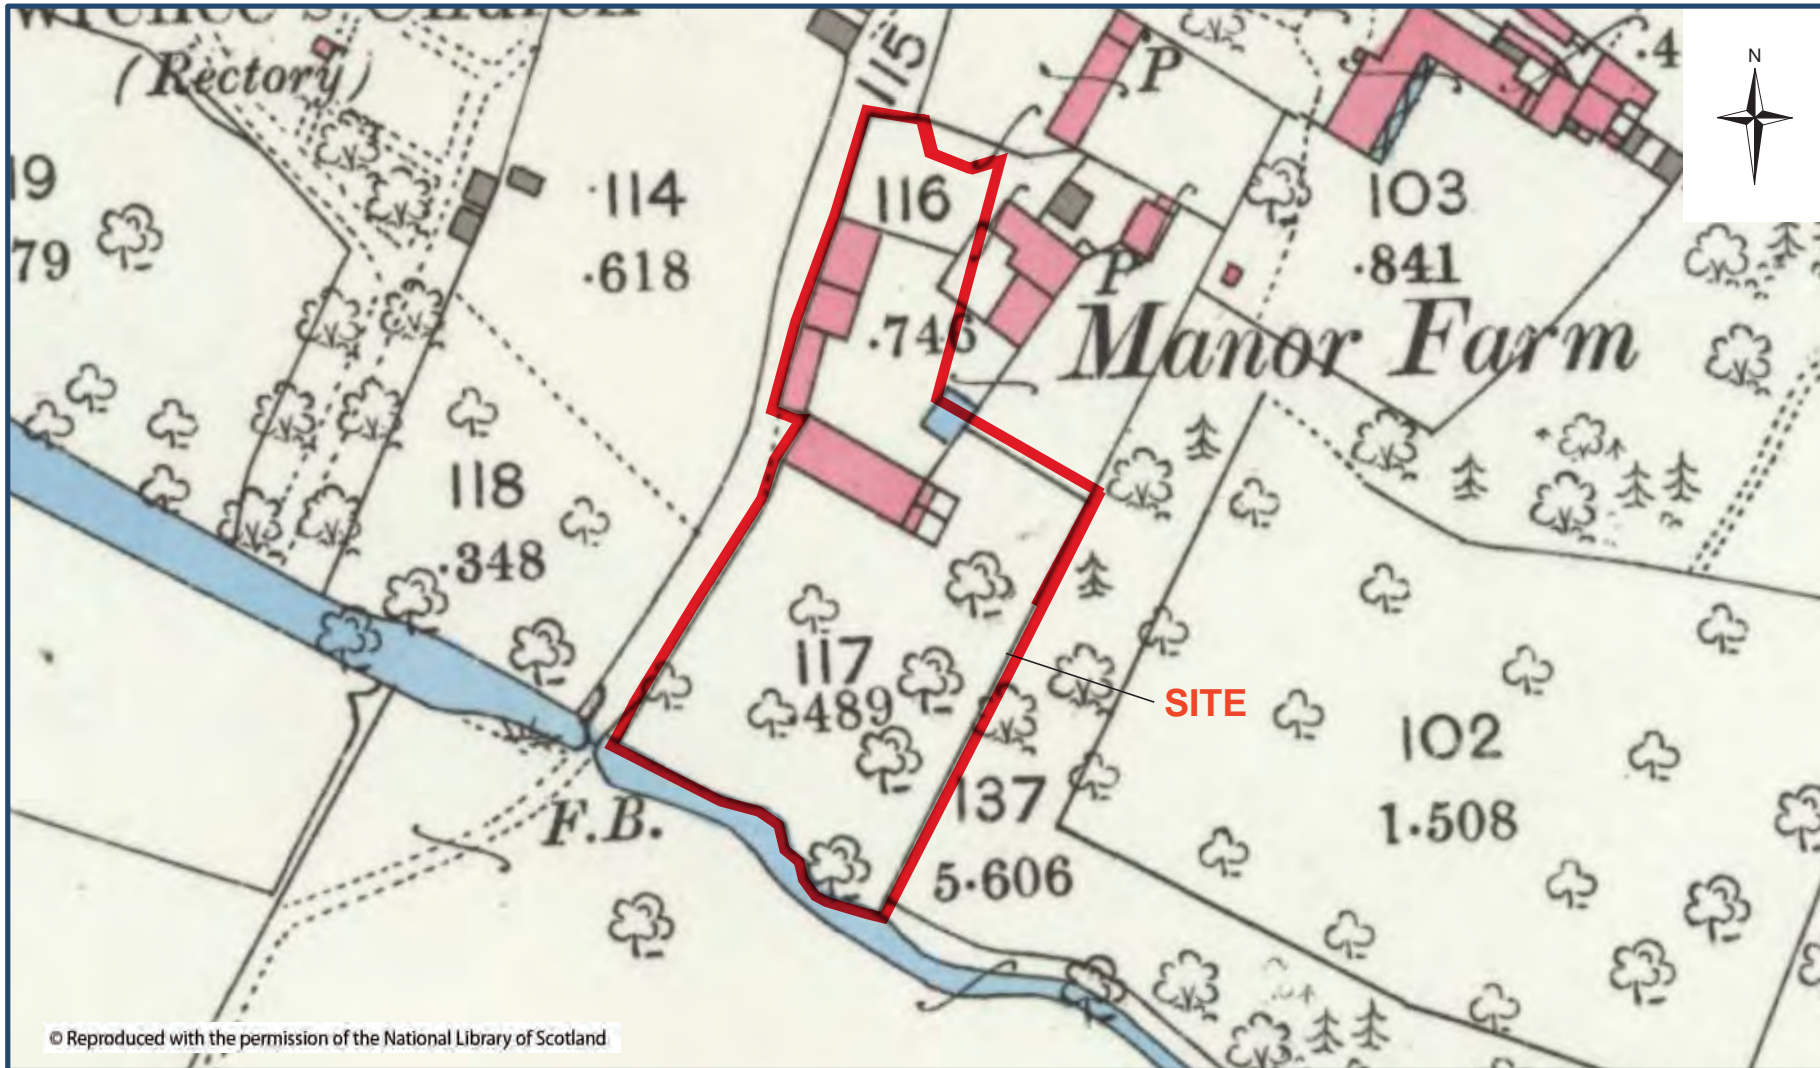 (Rectory)
115
P
.4
N
19
79
.114
.618
116
.746
P
103
.841
Manor Farm
118
.348
117
.489
SITE
137
5.606
102
1.508
F.B.
© Reproduced with the permission of the National Library of Scotland